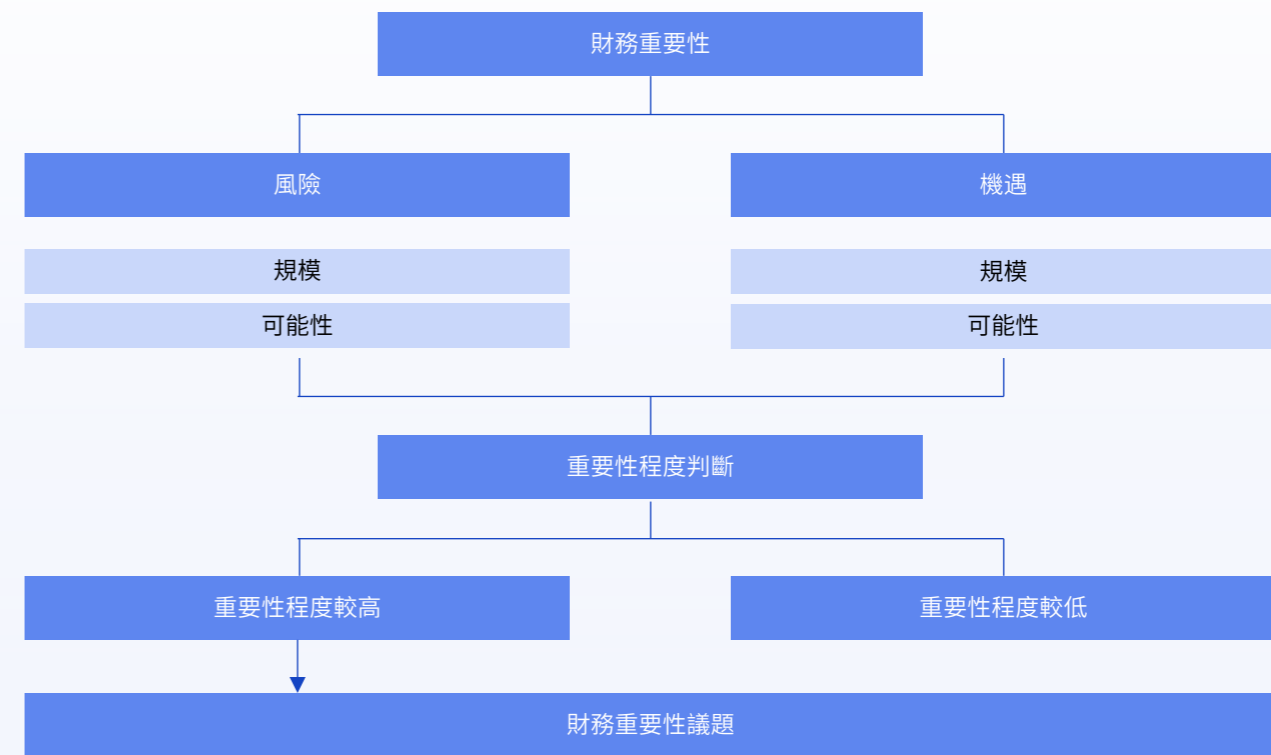 財務重要性
風險
機遇
規模
規模
可能性
可能性
重要性程度判斷
重要性程度較高
重要性程度較低
財務重要性議題